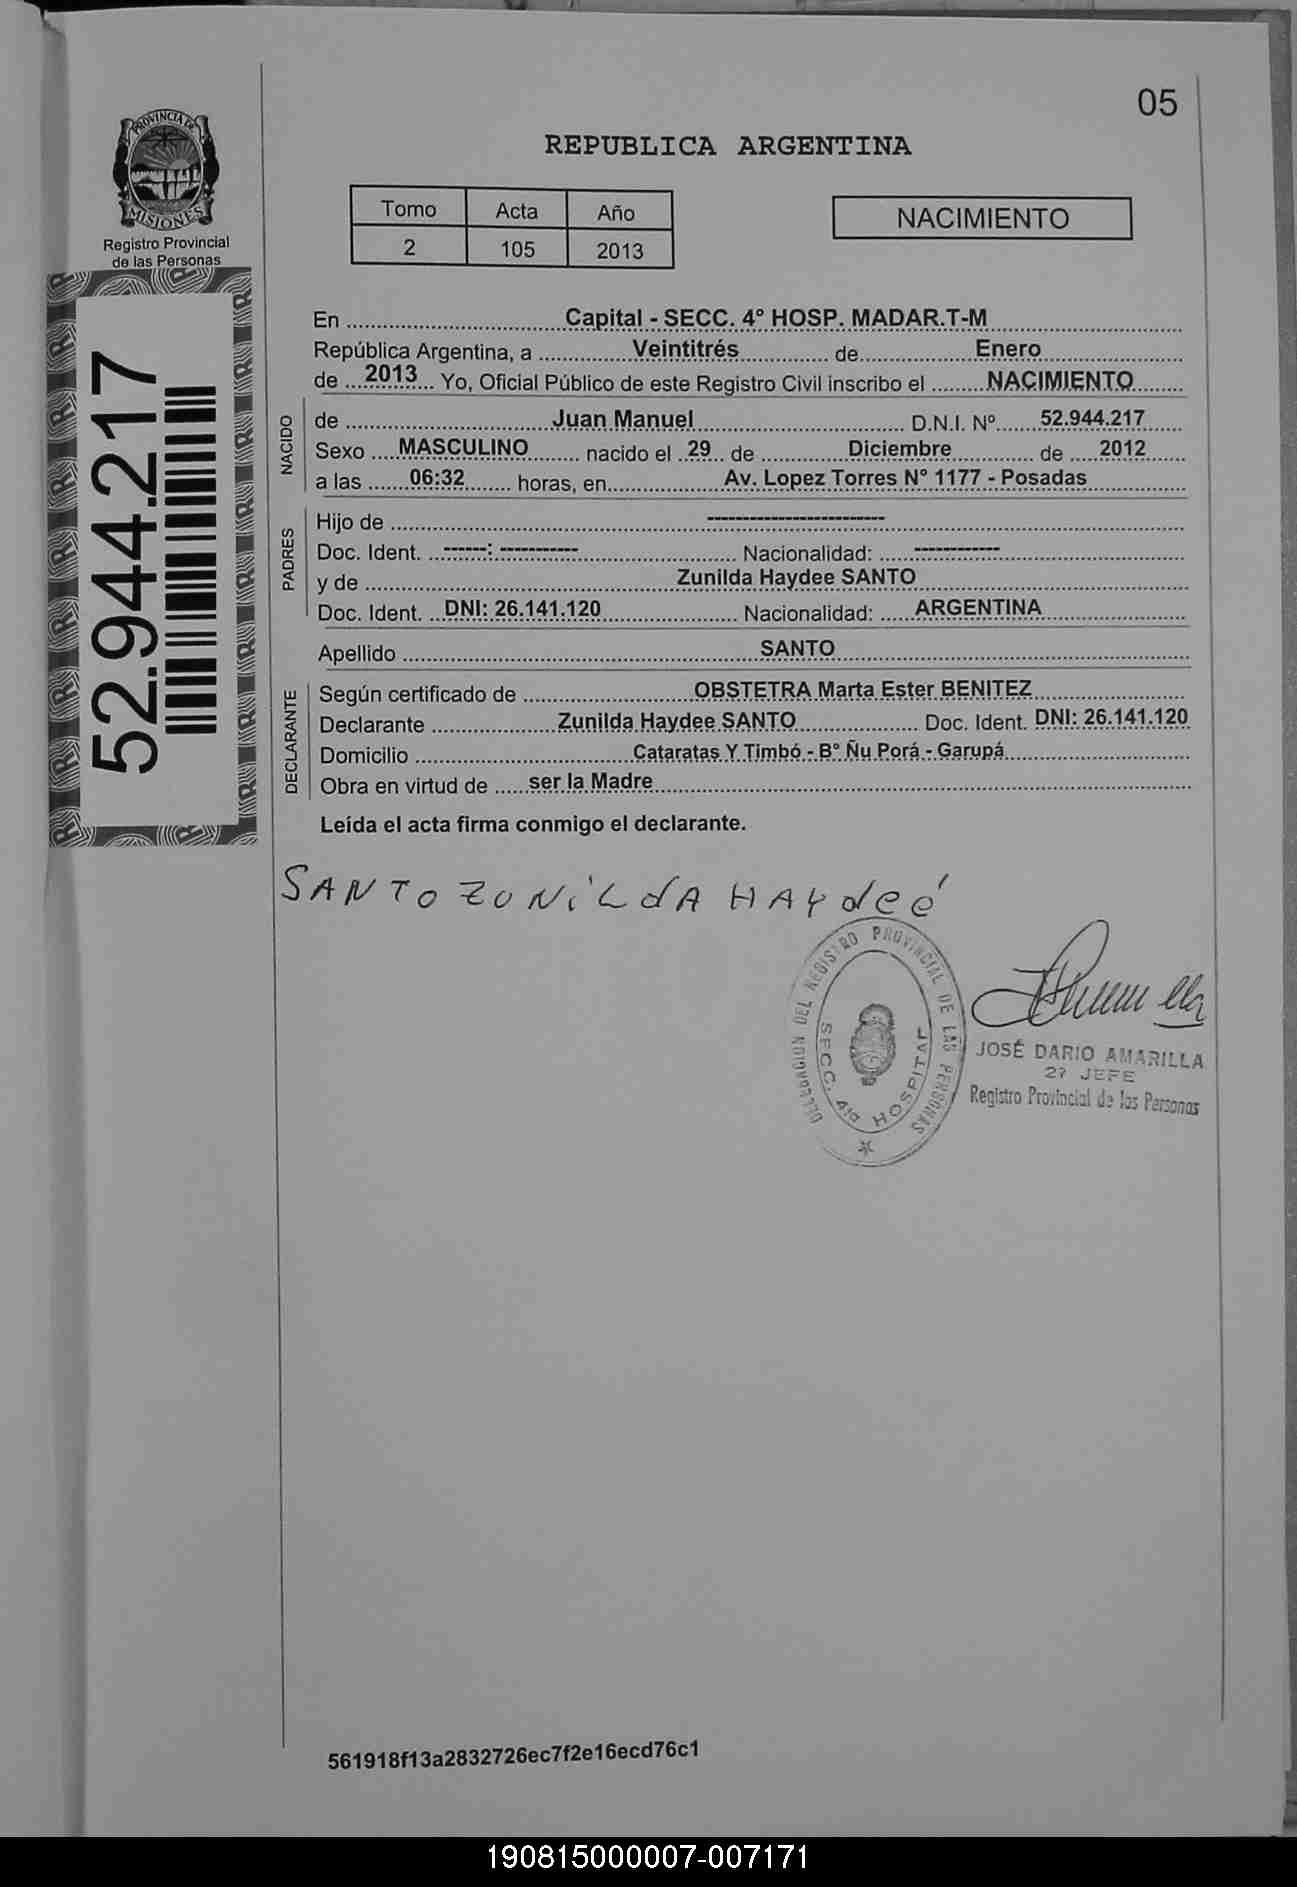 05
PROVINCIA DE
MISIONES
Registro Provincial
de las Personas
52.944.217
REPUBLICA ARGENTINA
Tomo Acta Año
2 105 2013
NACIMIENTO
En ............ Capital - SECC. 4° HOSP. MADAR.T-M ............
República Argentina, a ............ Veintitrés ............ de ............ Enero ............
de ... 2013 ... Yo, Oficial Público de este Registro Civil inscribo el ......... NACIMIENTO .........
NACIDO
de ............ Juan Manuel ............ D.N.I. Nº ....... 52.944.217 .......
Sexo .... MASCULINO ......... nacido el .. 29 .. de ............ Diciembre ............ de ..... 2012 ......
a las ....... 06:32 ....... horas, en ............ Av. Lopez Torres N° 1177 - Posadas ............
PADRES
Hijo de ............ ------------------------- ............
Doc. Ident. ...------: ----------- ............ Nacionalidad: ......------------............
y de ............ Zunilda Haydee SANTO ............
Doc. Ident. ... DNI: 26.141.120 ............ Nacionalidad: ...... ARGENTINA ............
Apellido ............ SANTO ............
DECLARANTE
Según certificado de ............ OBSTETRA Marta Ester BENITEZ ............
Declarante ............ Zunilda Haydee SANTO ............ Doc. Ident. DNI: 26.141.120
Domicilio ............ Cataratas Y Timbó - B° Ñu Porá - Garupá ............
Obra en virtud de ...... ser la Madre ............
Leída el acta firma conmigo el declarante.
SANTO ZUNILDA HAYDEÉ
DELEGACION DEL REGISTRO PROVINCIAL DE LAS PERSONAS
SECC. 4ta HOSPITAL
JOSÉ DARIO AMARILLA
2º JEFE
Registro Provincial de las Personas
561918f13a2832726ec7f2e16ecd76c1
190815000007-007171